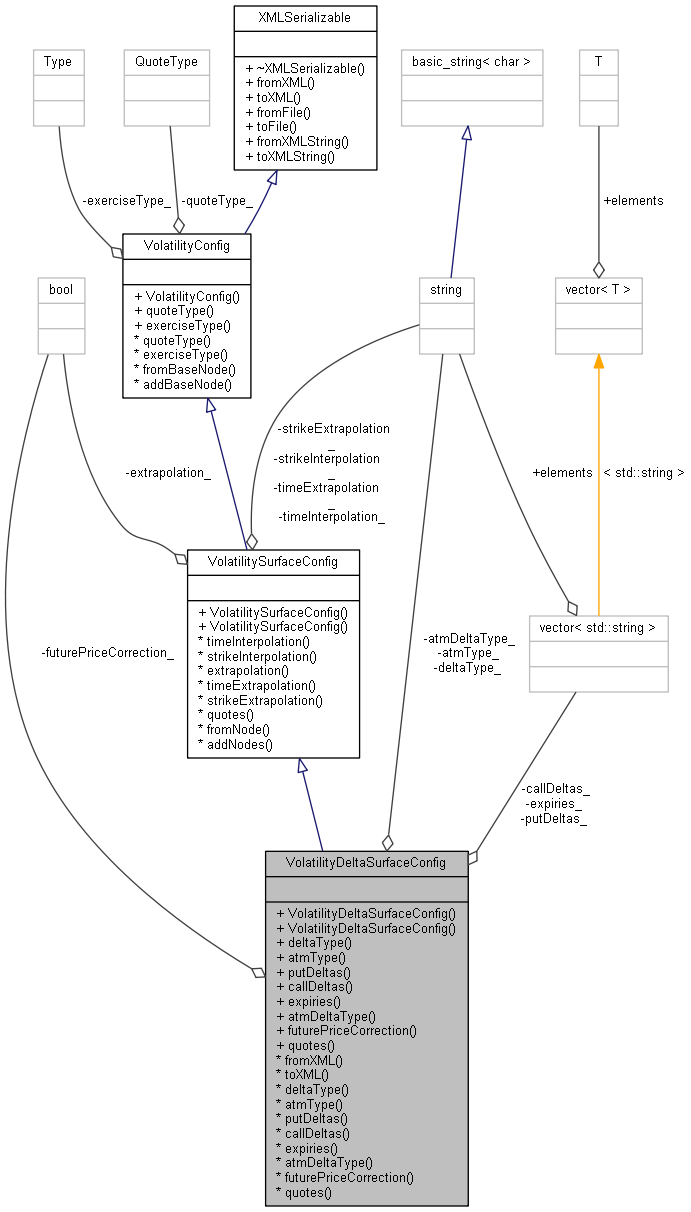 XMLSerializable
+ ~XMLSerializable()
+ fromXML()
+ toXML()
+ fromFile()
+ toFile()
+ fromXMLString()
+ toXMLString()
Type
QuoteType
basic_string< char >
T
-exerciseType_
-quoteType_
+elements
VolatilityConfig
+ VolatilityConfig()
+ quoteType()
+ exerciseType()
* quoteType()
* exerciseType()
* fromBaseNode()
* addBaseNode()
bool
string
vector< T >
-extrapolation_
-strikeExtrapolation
_
-strikeInterpolation
_
-timeExtrapolation
_
-timeInterpolation_
+elements
< std::string >
VolatilitySurfaceConfig
+ VolatilitySurfaceConfig()
+ VolatilitySurfaceConfig()
* timeInterpolation()
* strikeInterpolation()
* extrapolation()
* timeExtrapolation()
* strikeExtrapolation()
* quotes()
* fromNode()
* addNodes()
vector< std::string >
-futurePriceCorrection_
-atmDeltaType_
-atmType_
-deltaType_
-callDeltas_
-expiries_
-putDeltas_
VolatilityDeltaSurfaceConfig
+ VolatilityDeltaSurfaceConfig()
+ VolatilityDeltaSurfaceConfig()
+ deltaType()
+ atmType()
+ putDeltas()
+ callDeltas()
+ expiries()
+ atmDeltaType()
+ futurePriceCorrection()
+ quotes()
* fromXML()
* toXML()
* deltaType()
* atmType()
* putDeltas()
* callDeltas()
* expiries()
* atmDeltaType()
* futurePriceCorrection()
* quotes()